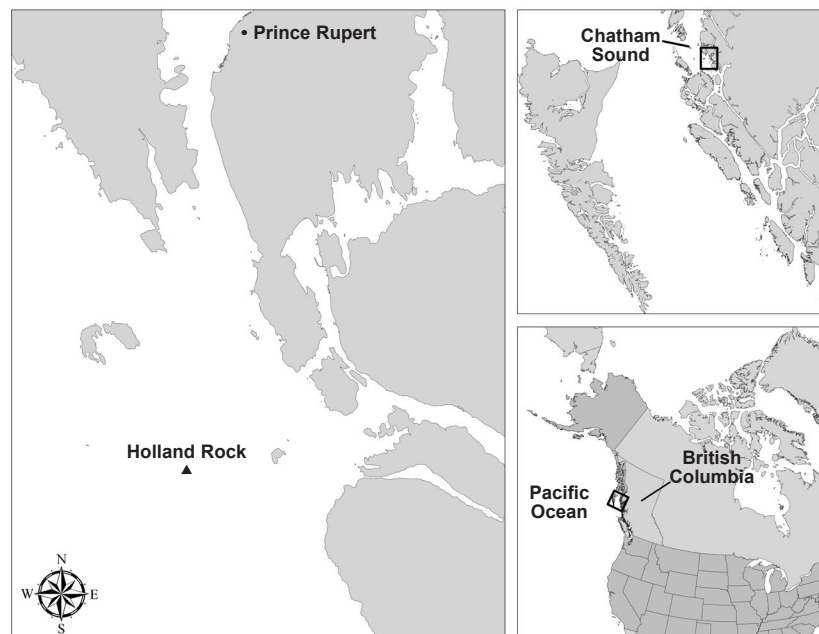 Prince Rupert
Holland Rock
N
W
E
S
Chatham
Sound
British
Columbia
Pacific
Ocean